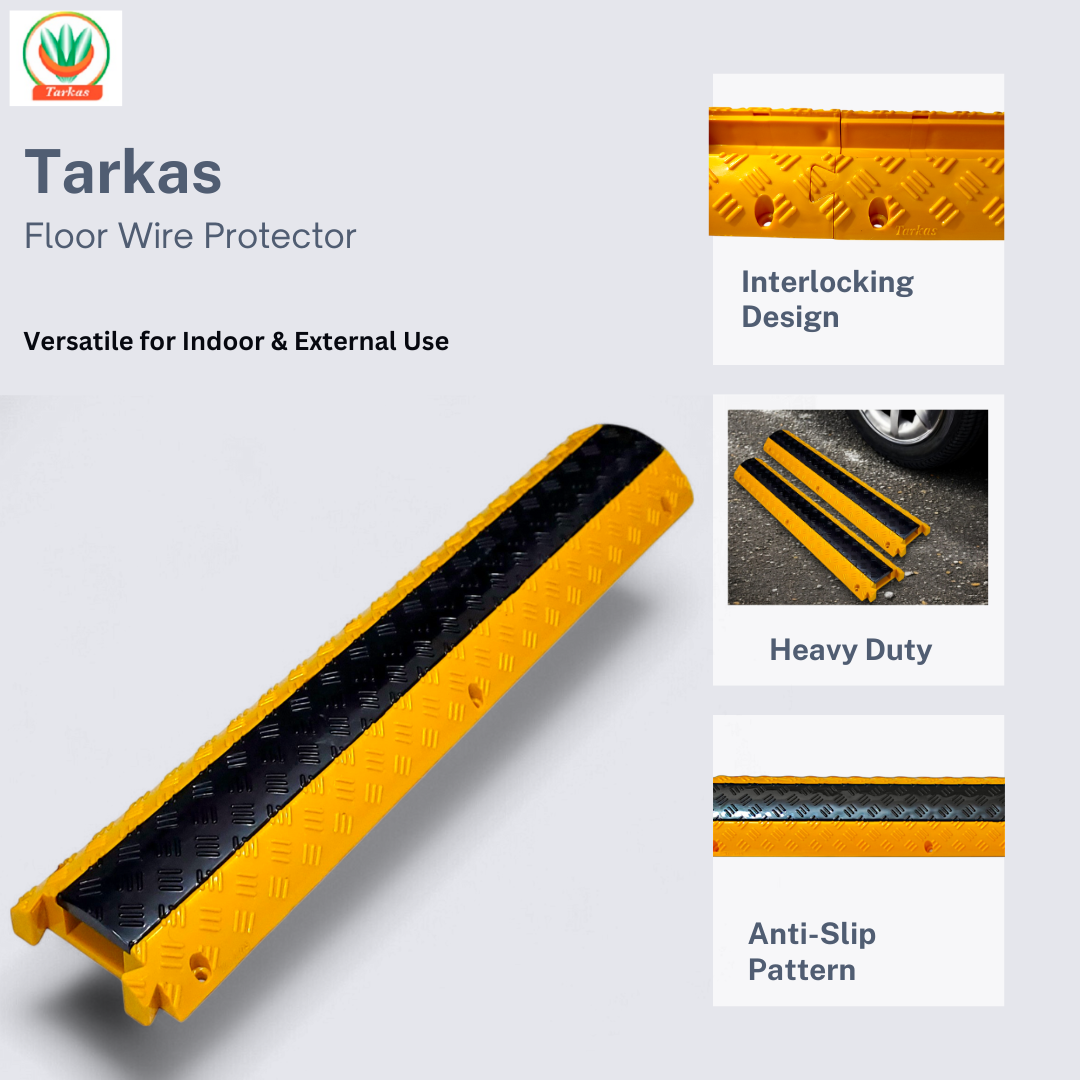 Tarkas
Tarkas
Floor Wire Protector
Versatile for Indoor & External Use
Tarkas
Interlocking
Design
Heavy Duty
Anti-Slip
Pattern